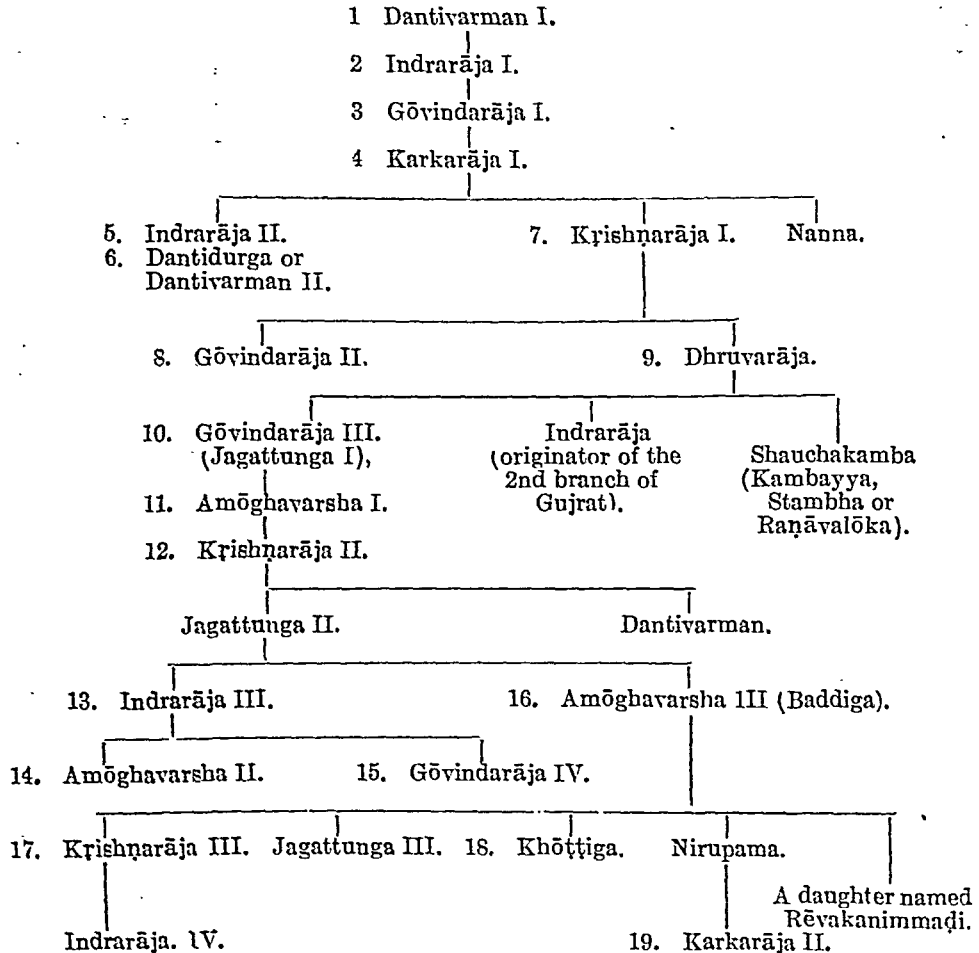 1 Dantivarman I.
2 Indrarāja I.
3 Gōvindarāja I.
4 Karkarāja I.
5. Indrarāja II. 7. Kṛishṇarāja I. Nanna.
6. Dantidurga or
Dantivarman II.
8. Gōvindarāja II. 9. Dhruvarāja.
10. Gōvindarāja III.
(Jagattunga I),
Indrarāja
(originator of the
2nd branch of
Gujrat).
Shauchakamba
(Kambayya,
Stambha or
Raṇāvalōka).
11. Amōghavarsha I.
12. Kṛishṇarāja II.
Jagattunga II. Dantivarman.
13. Indrarāja III. 16. Amōghavarsha III (Baddiga).
14. Amōghavarsha II. 15. Gōvindarāja IV.
17. Kṛishṇarāja III. Jagattunga III. 18. Khōṭṭiga. Nirupama.
A daughter named
Rēvakanimmaḍi.
Indrarāja. IV. 19. Karkarāja II.